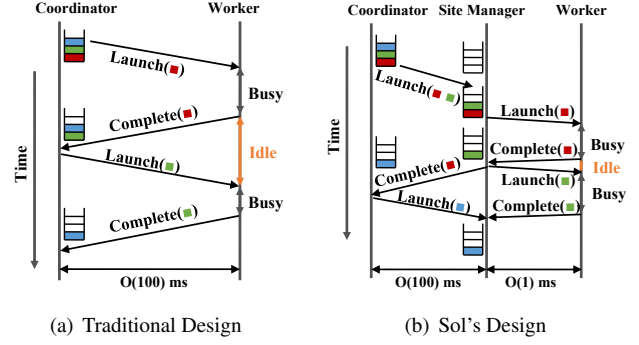 Coordinator
Worker
Launch(
)
Busy
Complete(
)
Idle
Launch(
)
Busy
Complete(
)
Time
O(100) ms
(a) Traditional Design
Coordinator
Site Manager
Worker
Launch(
)
Launch(
)
Busy
Complete(
)
Complete(
)
Idle
Launch(
)
Busy
Launch(
)
Complete(
)
Time
O(100) ms
O(1) ms
(b) Sol's Design